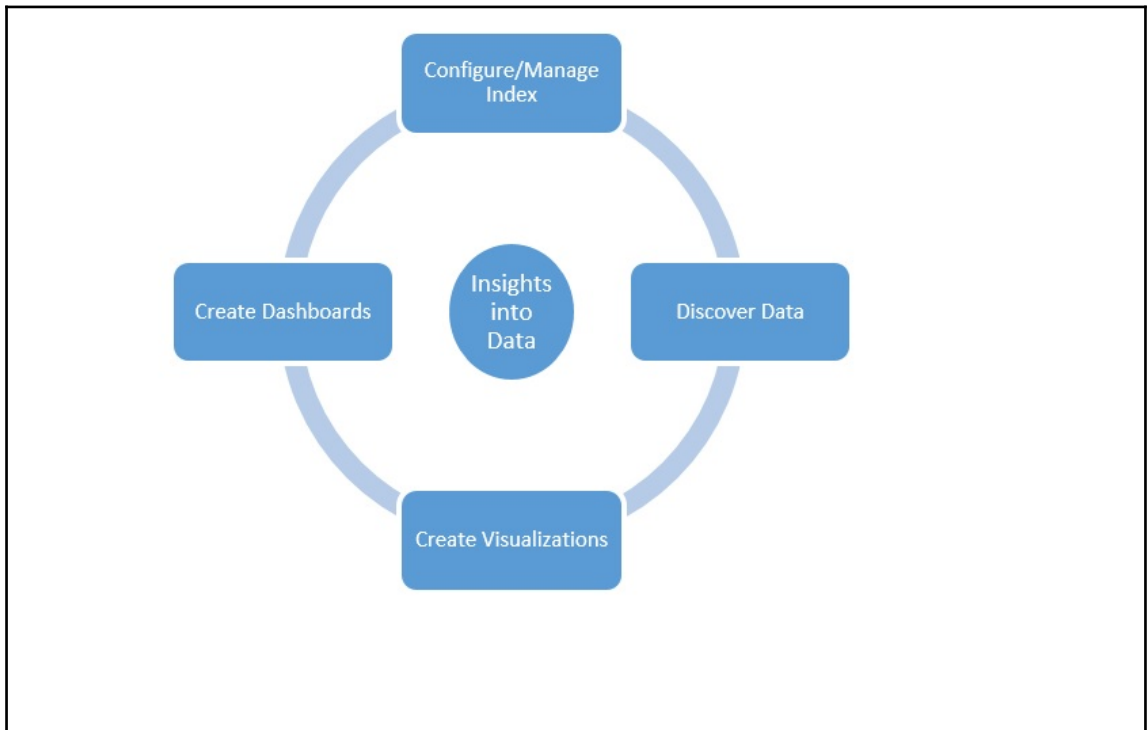 Configure/Manage
Index
Create Dashboards
Insights
into
Data
Discover Data
Create Visualizations